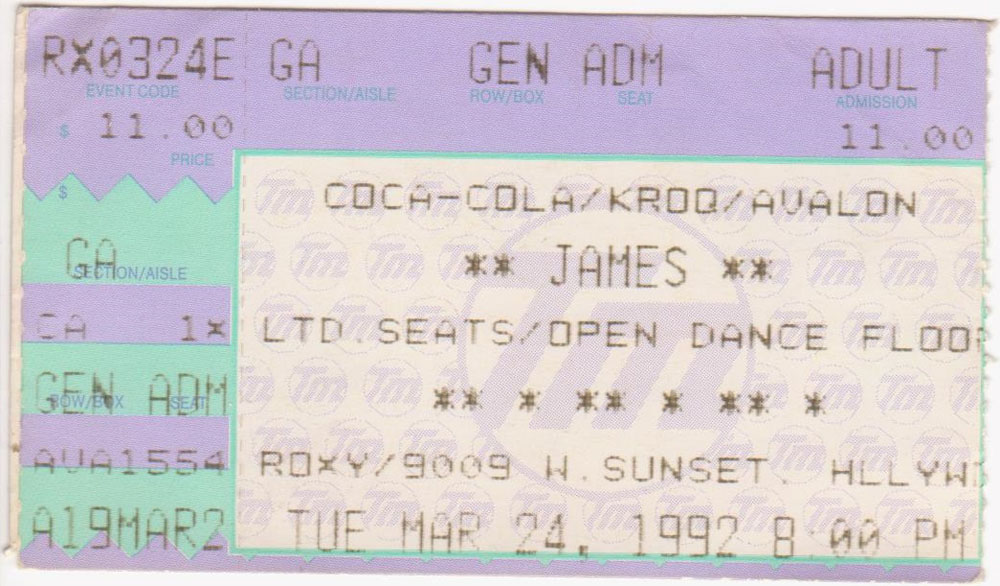 RX0324E GA GEN ADM ADULT
EVENT CODE SECTION/AISLE ROW/BOX SEAT ADMISSION
$ 11.00 11.00
PRICE
$
COCA-COLA/KROQ/AVALON
GA ** JAMES **
SECTION/AISLE
CA 1X LTD.SEATS/OPEN DANCE FLOOR
GEN ADM ** * ** * ** *
ROW/BOX SEAT
AVA1554 ROXY/9009 W.SUNSET. HLLYW
A19MAR2 TUE MAR 24, 1992 8:00 PM